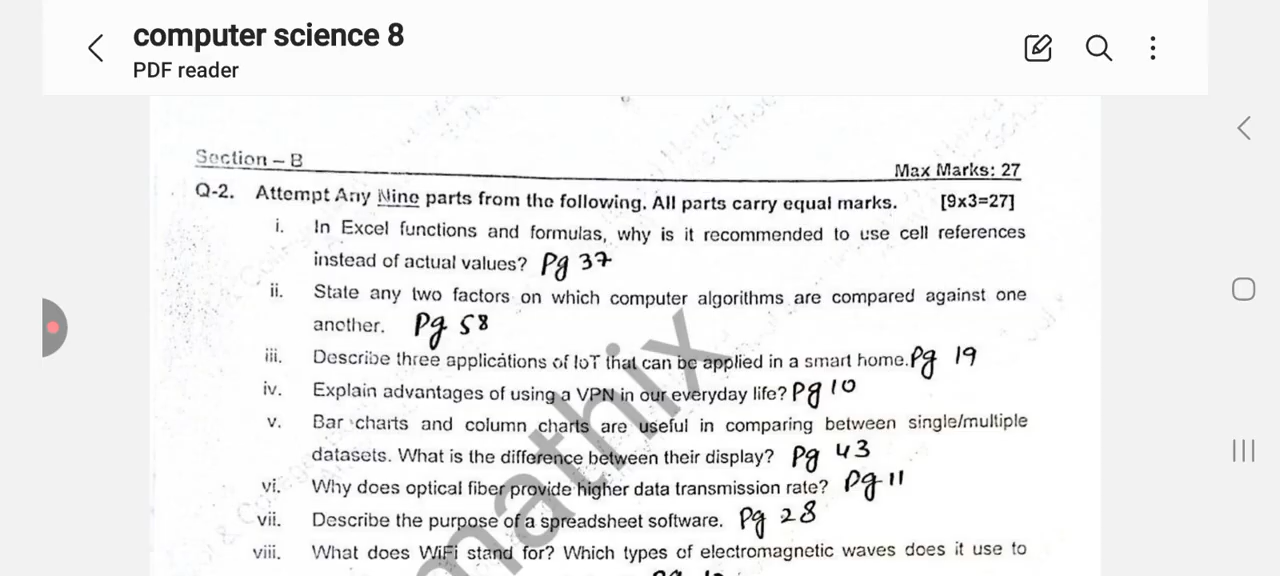 computer science 8
PDF reader
Section – B
Max Marks: 27
Q-2. Attempt Any Nine parts from the following. All parts carry equal marks. [9x3=27]
i. In Excel functions and formulas, why is it recommended to use cell references
instead of actual values? Pg 37
ii. State any two factors on which computer algorithms are compared against one
another. Pg 58
iii. Describe three applications of IoT that can be applied in a smart home. Pg 19
iv. Explain advantages of using a VPN in our everyday life? Pg 10
v. Bar charts and column charts are useful in comparing between single/multiple
datasets. What is the difference between their display? Pg 43
vi. Why does optical fiber provide higher data transmission rate? Pg 11
vii. Describe the purpose of a spreadsheet software. Pg 28
viii. What does WiFi stand for? Which types of electromagnetic waves does it use to
mathix